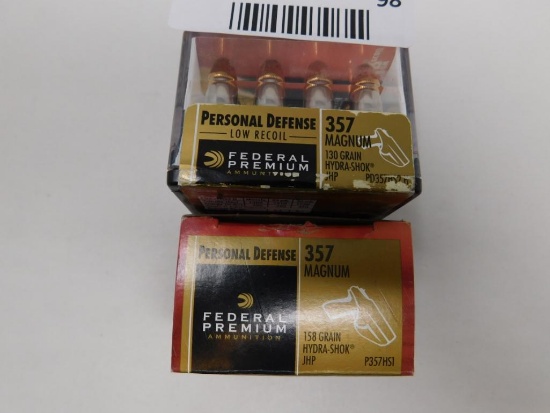 98
PERSONAL DEFENSE
LOW RECOIL
FEDERAL
PREMIUM
AMMUNITION
357
MAGNUM
130 GRAIN
HYDRA-SHOK®
JHP
PERSONAL DEFENSE
FEDERAL
PREMIUM
AMMUNITION
357
MAGNUM
158 GRAIN
HYDRA-SHOK®
JHP
P357HS1